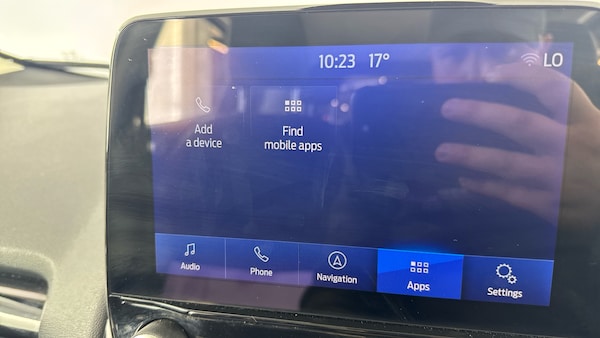 10:23 17° LO
Add
a device
Find
mobile apps
Audio
Phone
Navigation
Apps
Settings